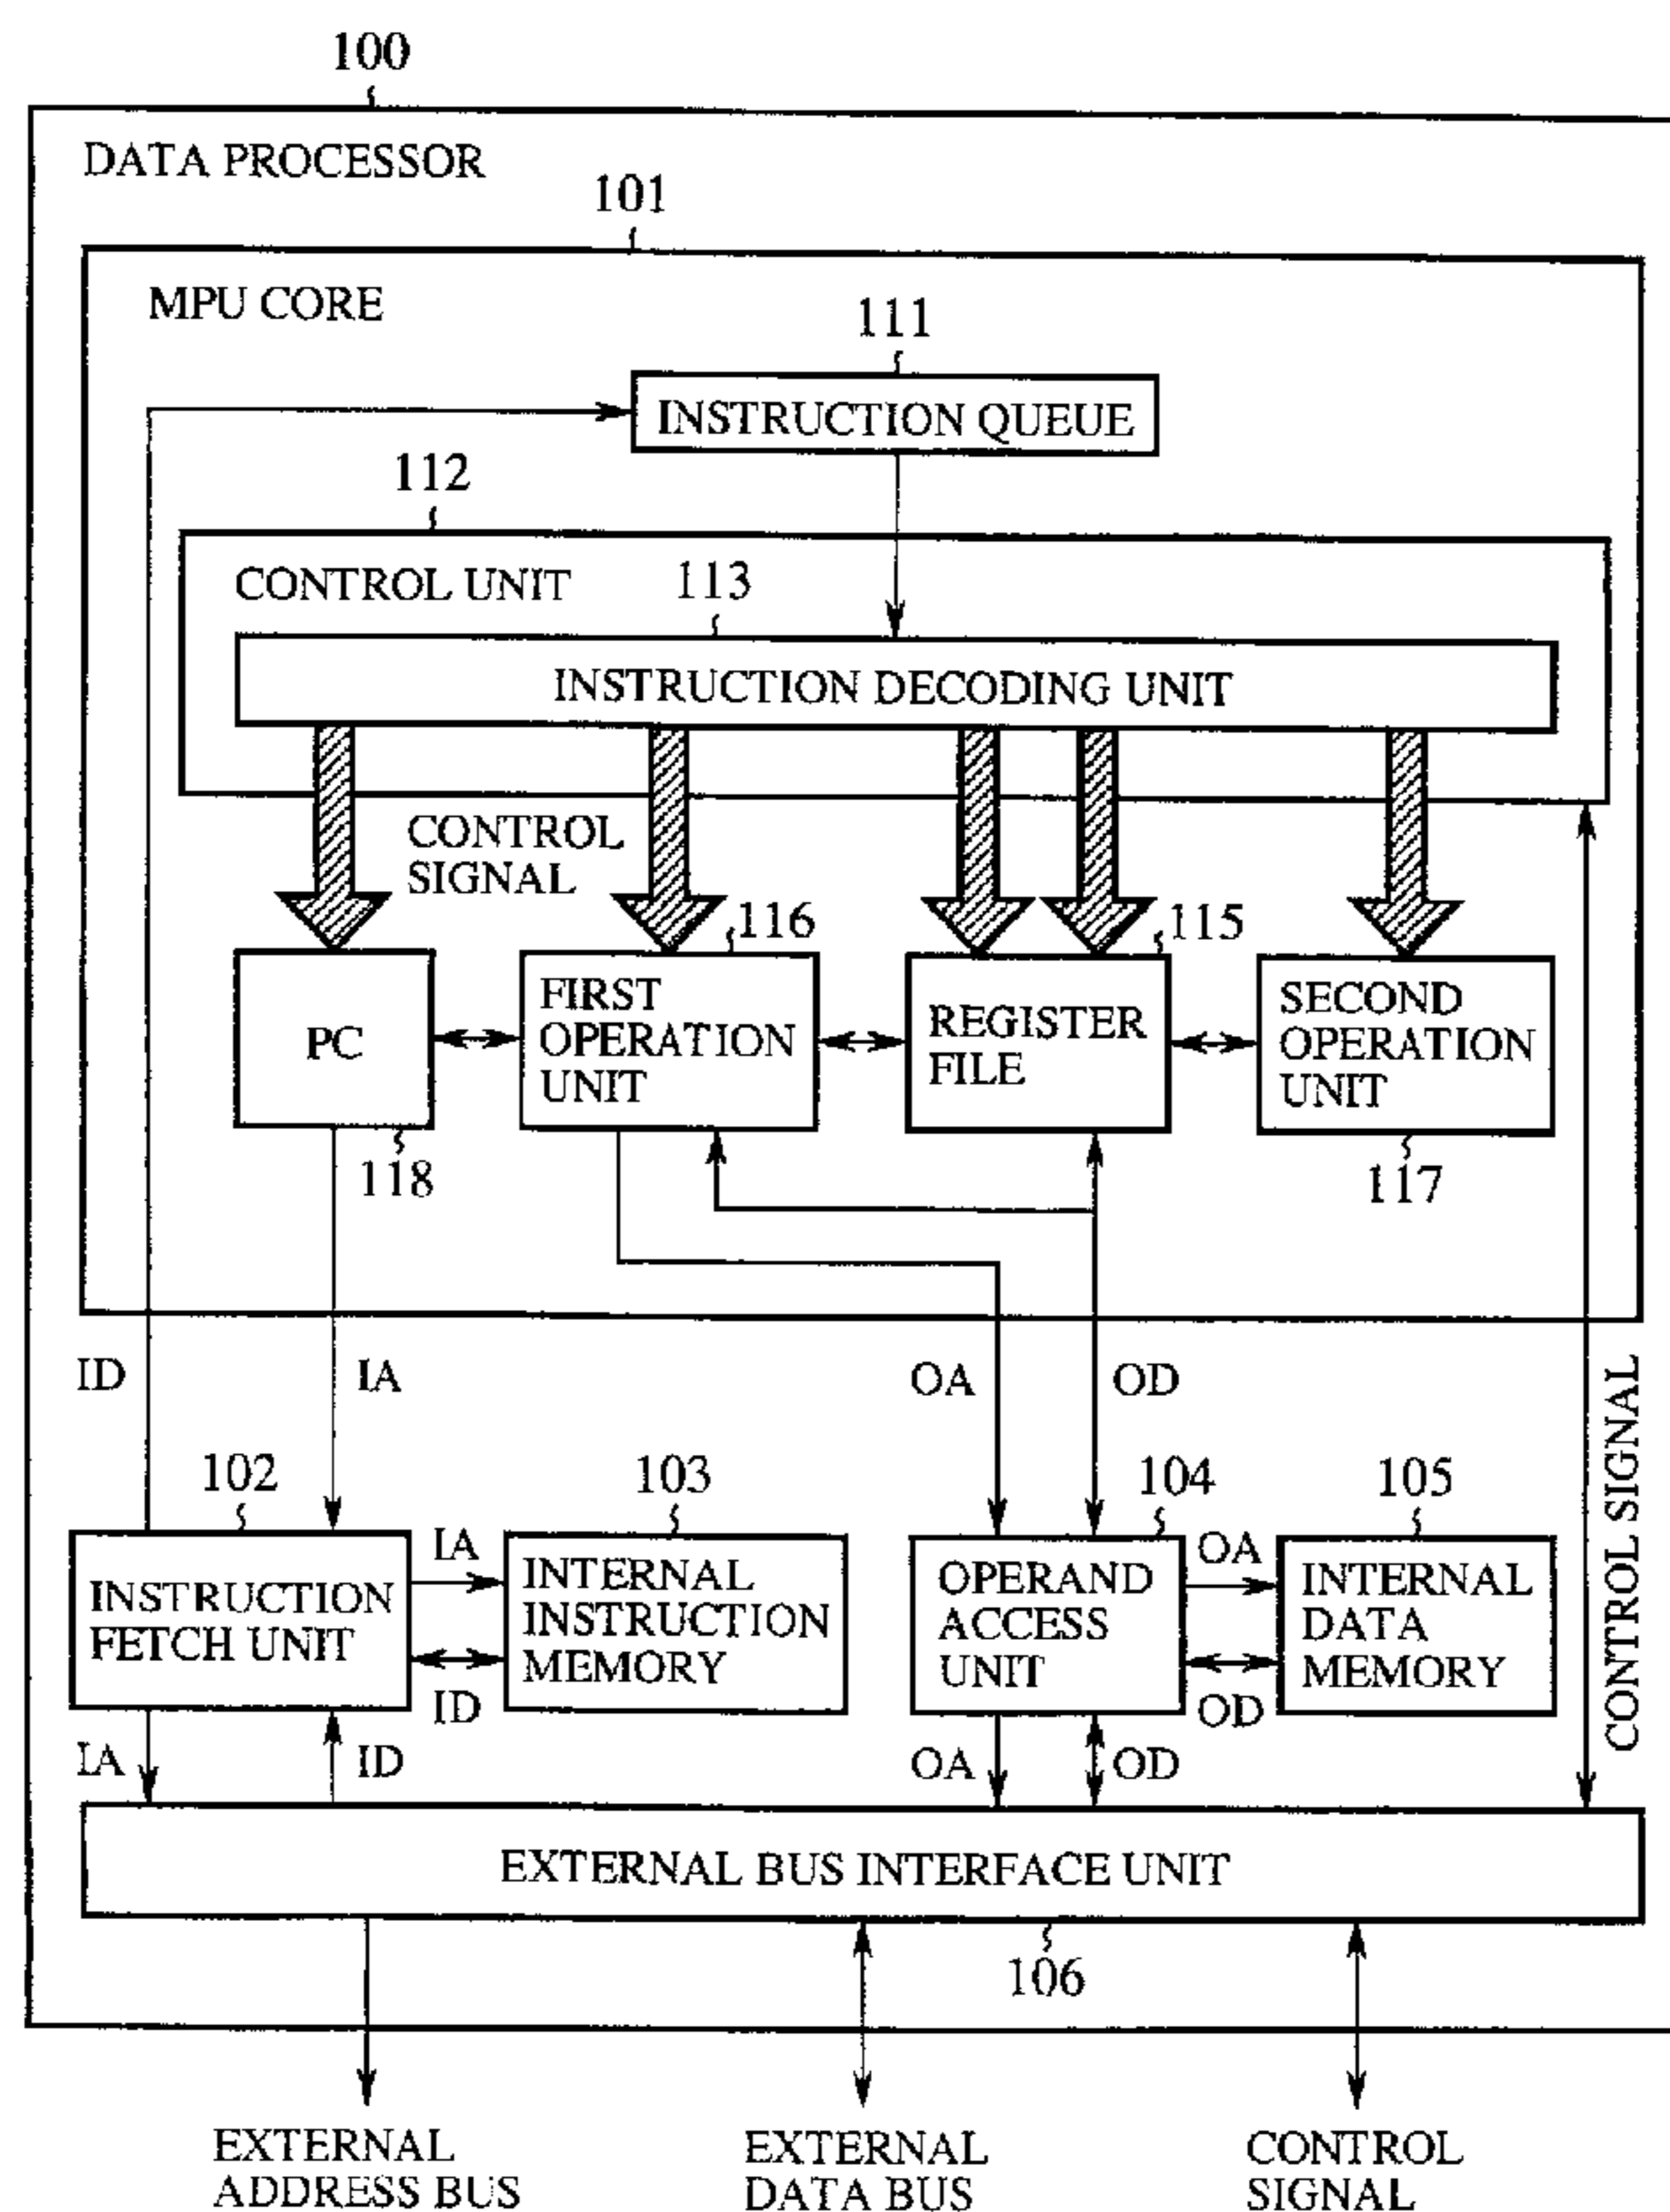 100
DATA PROCESSOR
101
MPU CORE
111
INSTRUCTION QUEUE
112
CONTROL UNIT
113
INSTRUCTION DECODING UNIT
CONTROL
SIGNAL
116
115
PC
FIRST
OPERATION
UNIT
REGISTER
FILE
SECOND
OPERATION
UNIT
118
117
ID
IA
OA
OD
CONTROL SIGNAL
102
103
104
105
INSTRUCTION
FETCH UNIT
IA
ID
INTERNAL
INSTRUCTION
MEMORY
OPERAND
ACCESS
UNIT
OA
OD
INTERNAL
DATA
MEMORY
IA
ID
OA
OD
EXTERNAL BUS INTERFACE UNIT
106
EXTERNAL
ADDRESS BUS
EXTERNAL
DATA BUS
CONTROL
SIGNAL